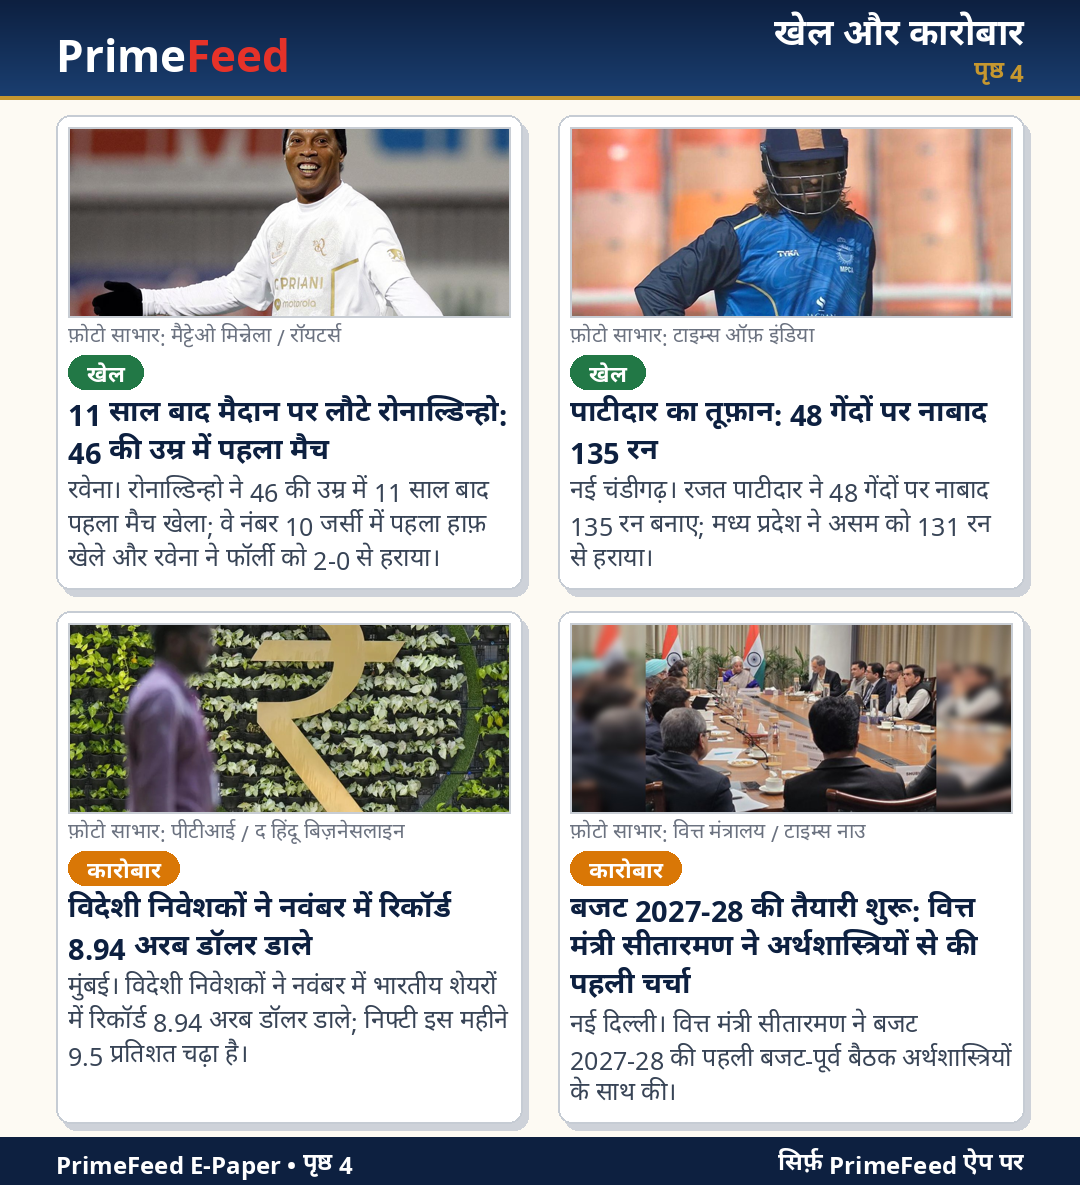 PrimeFeed
खेल और कारोबार
पृष्ठ 4
CIPRIANI
motorola
फ़ोटो साभार: मैट्टेओ मिन्नेला / रॉयटर्स
खेल
11 साल बाद मैदान पर लौटे रोनाल्डिन्हो:
46 की उम्र में पहला मैच
रवेना। रोनाल्डिन्हो ने 46 की उम्र में 11 साल बाद
पहला मैच खेला; वे नंबर 10 जर्सी में पहला हाफ़
खेले और रवेना ने फॉर्ली को 2-0 से हराया।
TYKA
MPCA
फ़ोटो साभार: टाइम्स ऑफ़ इंडिया
खेल
पाटीदार का तूफ़ान: 48 गेंदों पर नाबाद
135 रन
नई चंडीगढ़। रजत पाटीदार ने 48 गेंदों पर नाबाद
135 रन बनाए; मध्य प्रदेश ने असम को 131 रन
से हराया।
फ़ोटो साभार: पीटीआई / द हिंदू बिज़नेसलाइन
कारोबार
विदेशी निवेशकों ने नवंबर में रिकॉर्ड
8.94 अरब डॉलर डाले
मुंबई। विदेशी निवेशकों ने नवंबर में भारतीय शेयरों
में रिकॉर्ड 8.94 अरब डॉलर डाले; निफ्टी इस महीने
9.5 प्रतिशत चढ़ा है।
फ़ोटो साभार: वित्त मंत्रालय / टाइम्स नाउ
कारोबार
बजट 2027-28 की तैयारी शुरू: वित्त
मंत्री सीतारमण ने अर्थशास्त्रियों से की
पहली चर्चा
नई दिल्ली। वित्त मंत्री सीतारमण ने बजट
2027-28 की पहली बजट-पूर्व बैठक अर्थशास्त्रियों
के साथ की।
PrimeFeed E-Paper • पृष्ठ 4
सिर्फ़ PrimeFeed ऐप पर